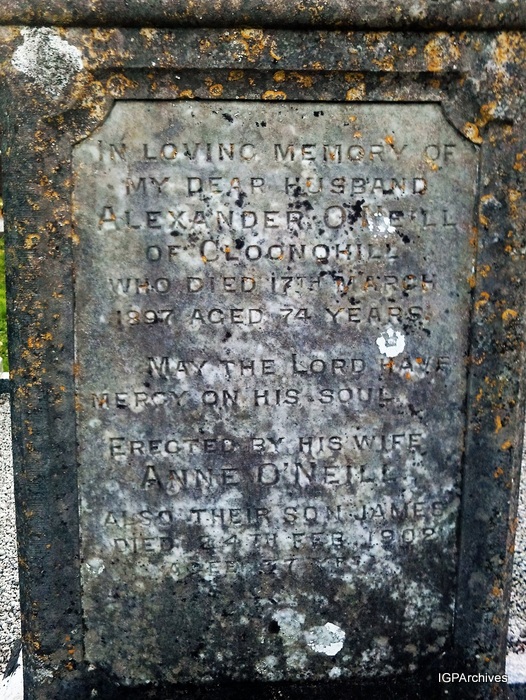 IN LOVING MEMORY OF
MY DEAR HUSBAND
ALEXANDER O'NEILL
OF CLOONQHILL
WHO DIED 17TH MARCH
1897 AGED 74 YEARS.
MAY THE LORD HAVE
MERCY ON HIS SOUL.
ERECTED BY HIS WIFE
ANNE O'NEILL.
ALSO THEIR SON JAMES
DIED 24TH FEB. 1902
AGED
IGPArchives